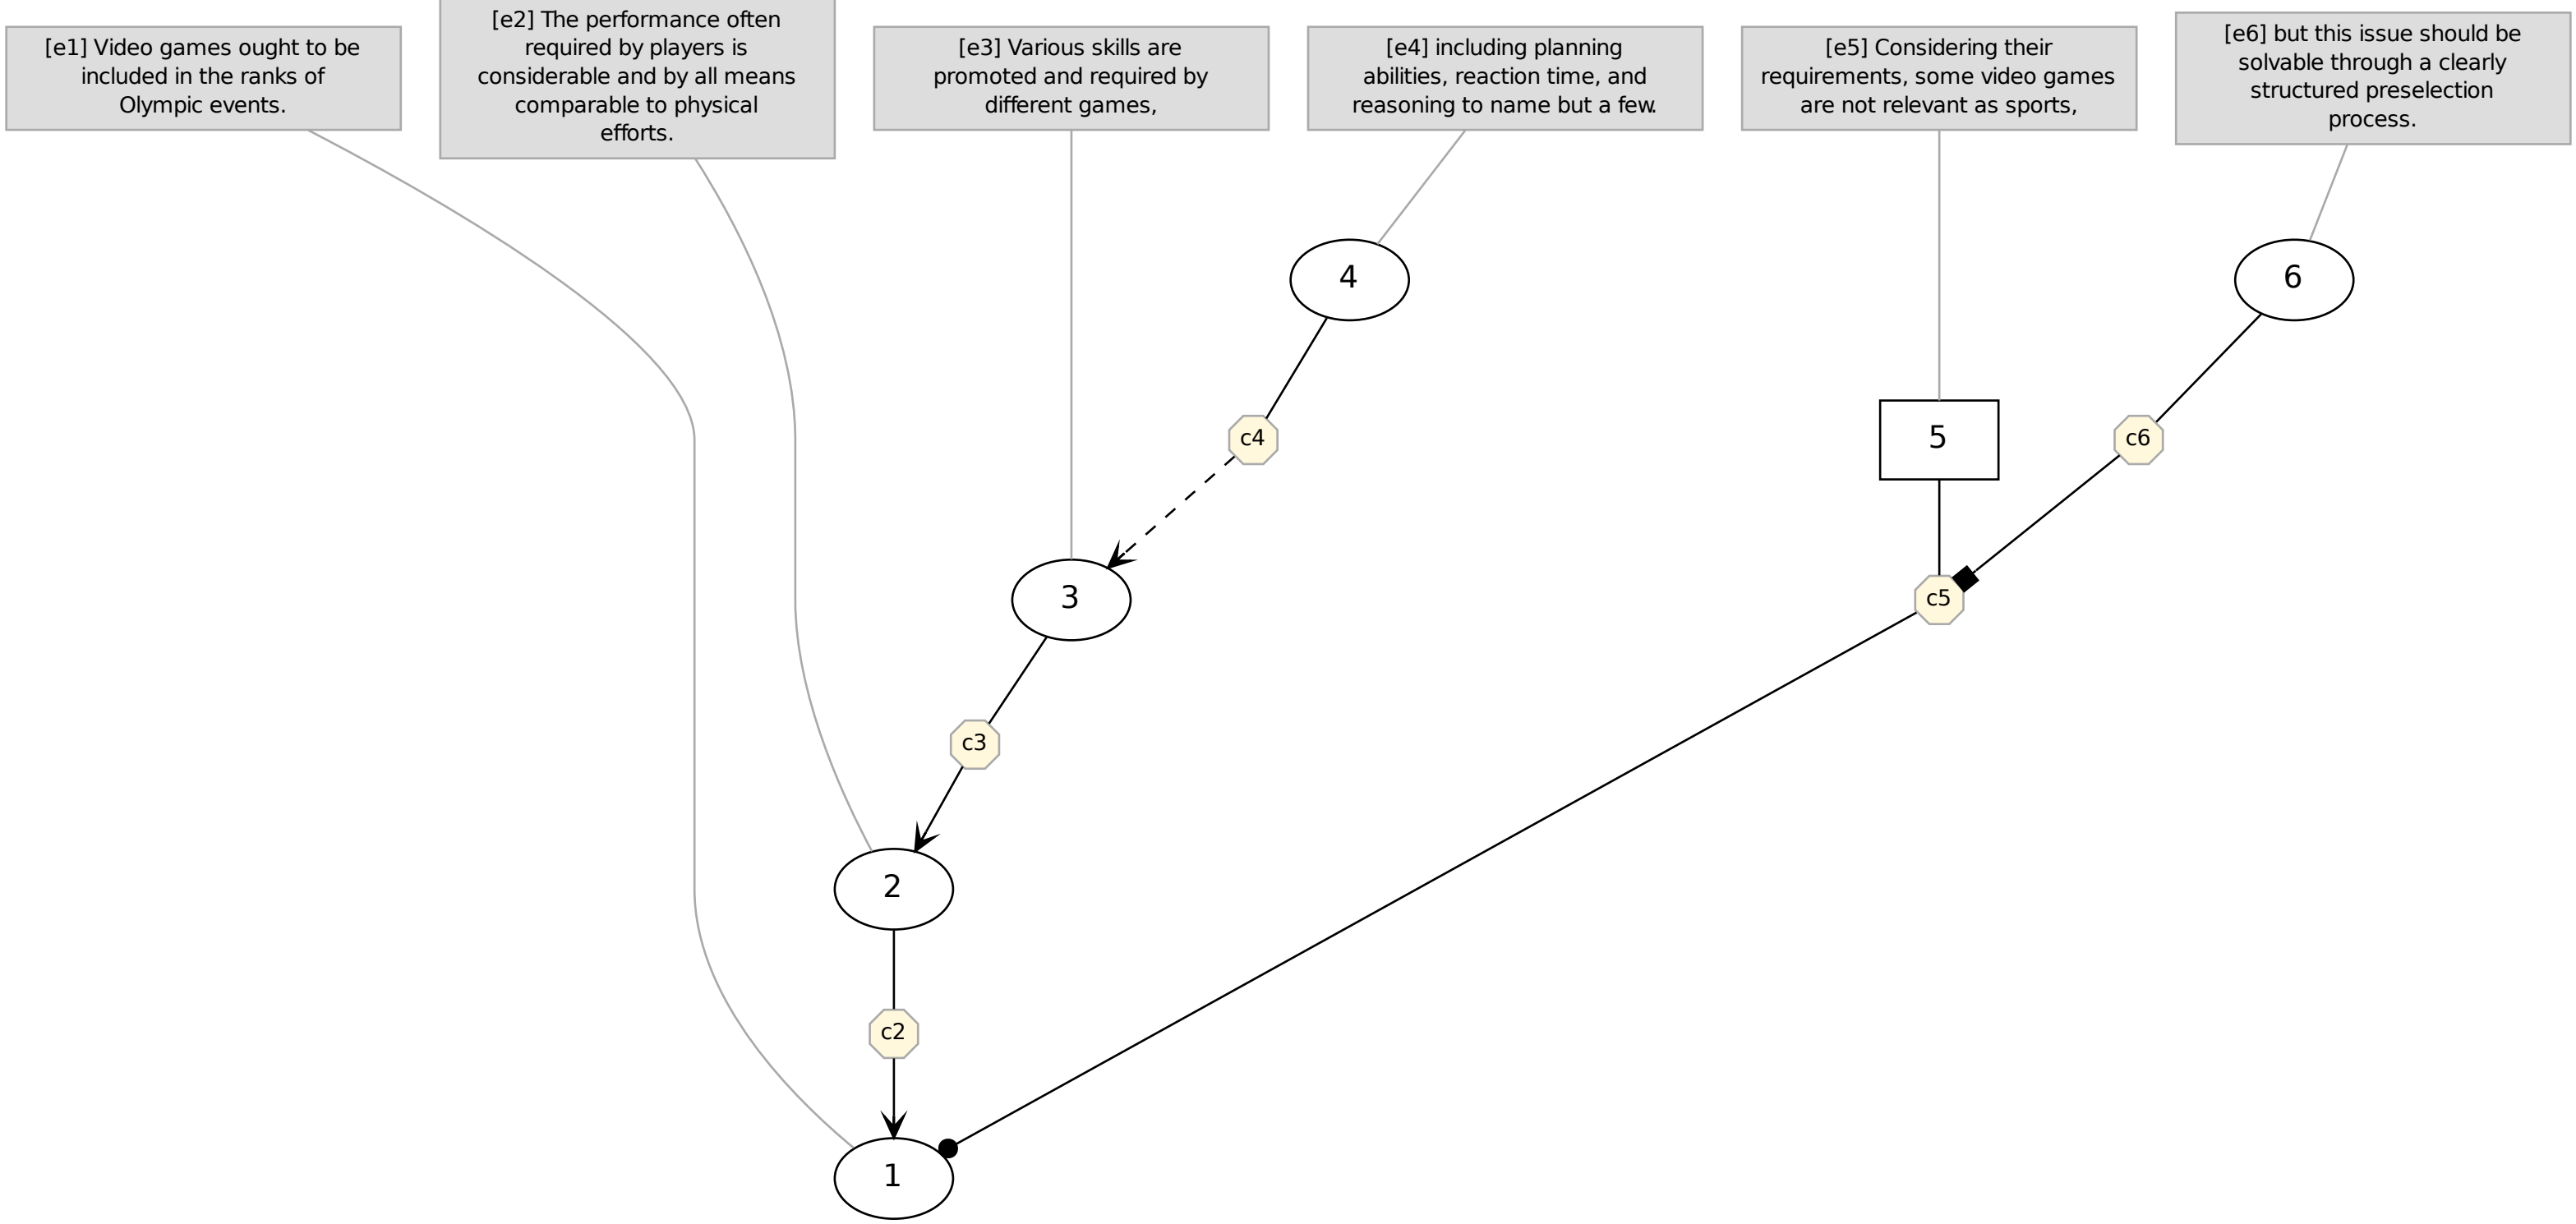 [e1] Video games ought to be
included in the ranks of
Olympic events.
[e2] The performance often
required by players is
considerable and by all means
comparable to physical
efforts.
[e3] Various skills are
promoted and required by
different games,
[e4] including planning
abilities, reaction time, and
reasoning to name but a few.
[e5] Considering their
requirements, some video games
are not relevant as sports,
[e6] but this issue should be
solvable through a clearly
structured preselection
process.
4
6
c4
5
c6
3
c5
c3
2
c2
1